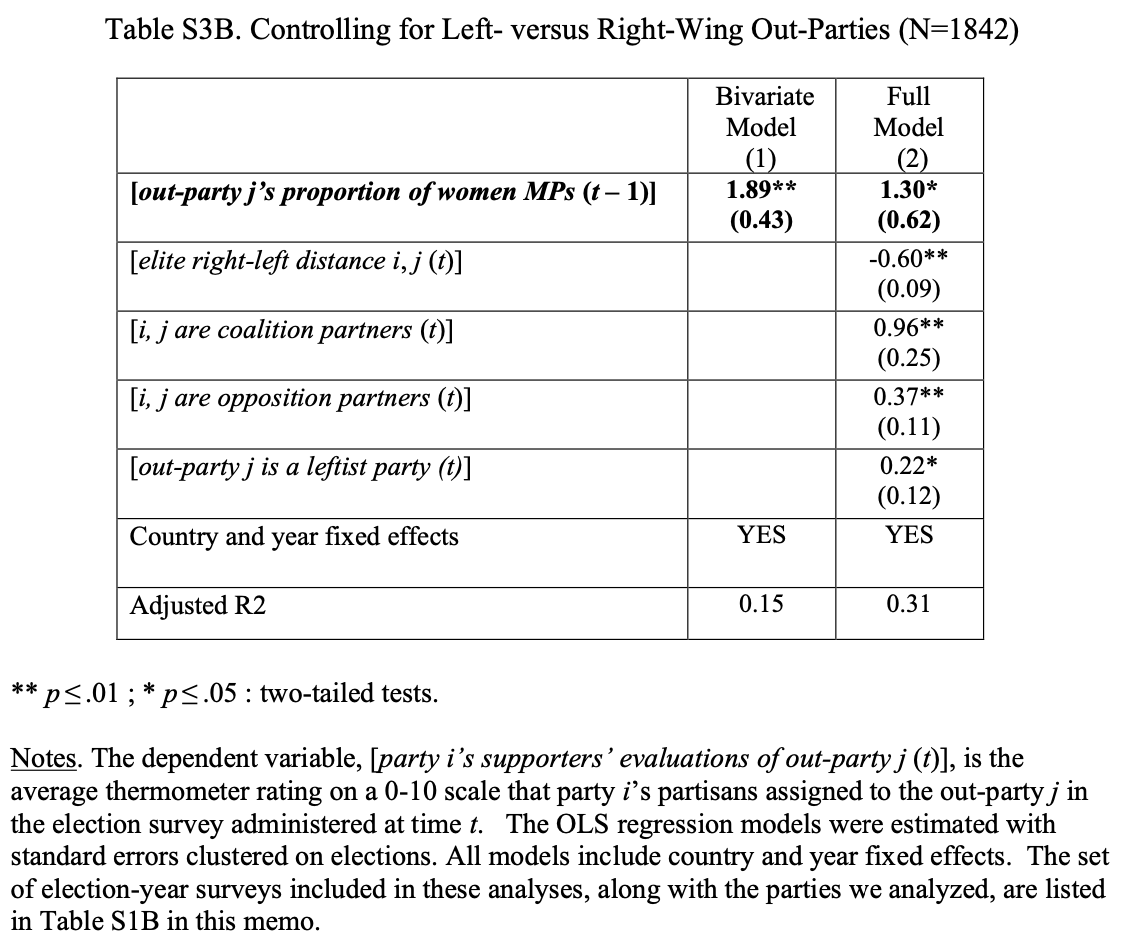 Table S3B. Controlling for Left- versus Right-Wing Out-Parties (N=1842)
Bivariate Model (1)
Full Model (2)
[out-party j's proportion of women MPs (t – 1)] 1.89** 1.30*
(0.43) (0.62)
[elite right-left distance i, j (t)] -0.60**
(0.09)
[i, j are coalition partners (t)] 0.96**
(0.25)
[i, j are opposition partners (t)] 0.37**
(0.11)
[out-party j is a leftist party (t)] 0.22*
(0.12)
Country and year fixed effects YES YES
Adjusted R2 0.15 0.31
** p≤.01 ; * p≤.05 : two-tailed tests.
Notes. The dependent variable, [party i's supporters' evaluations of out-party j (t)], is the
average thermometer rating on a 0-10 scale that party i's partisans assigned to the out-party j in
the election survey administered at time t. The OLS regression models were estimated with
standard errors clustered on elections. All models include country and year fixed effects. The set
of election-year surveys included in these analyses, along with the parties we analyzed, are listed
in Table S1B in this memo.